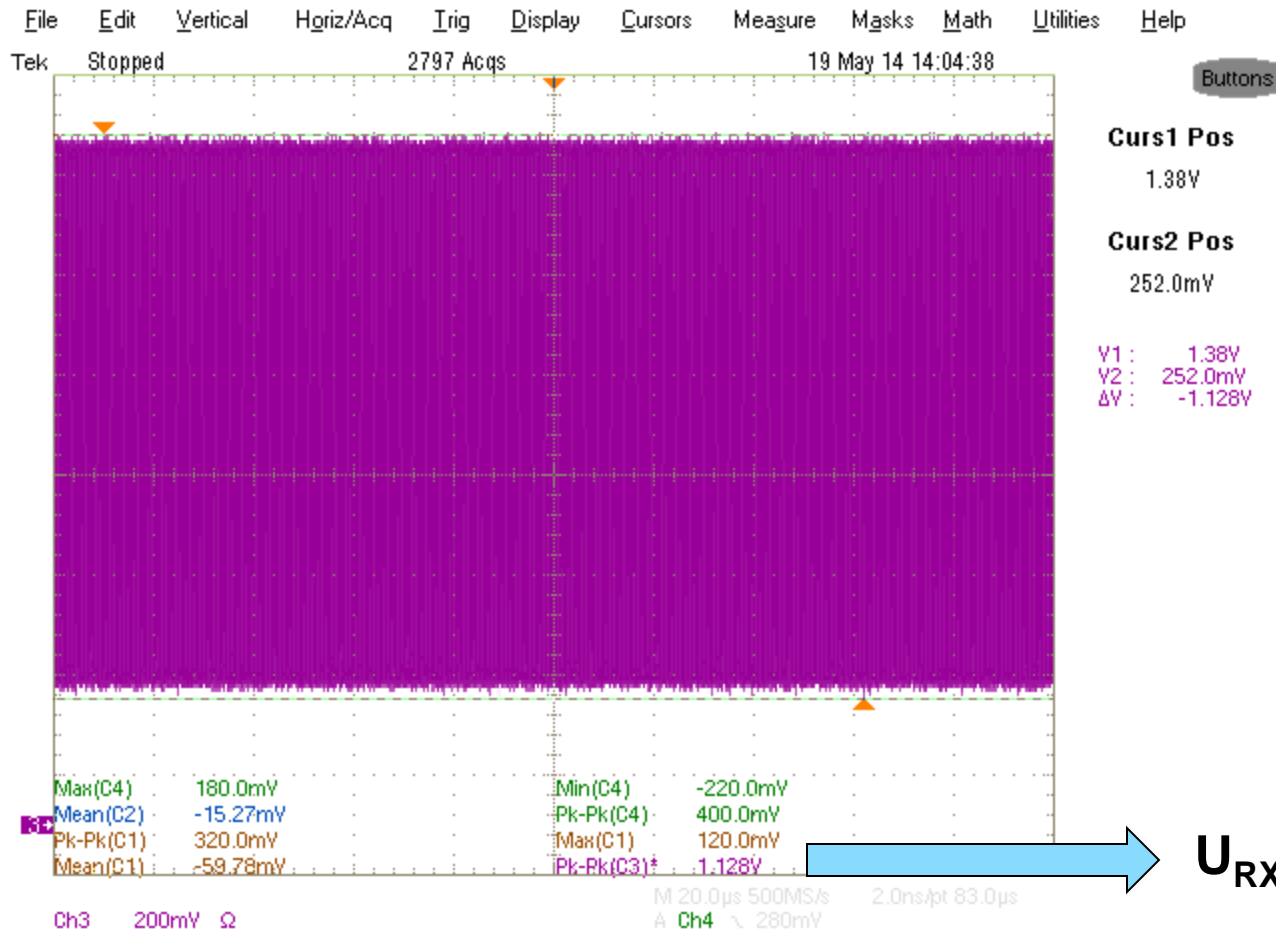 File Edit Vertical Horiz/Acq Trig Display Cursors Measure Masks Math Utilities Help
Tek Stopped 2797 Acqs 19 May 14 14:04:38
Buttons
Curs1 Pos
1.38V
Curs2 Pos
252.0mV
V1 : 1.38V
V2 : 252.0mV
ΔV : -1.128V
Max(C4) 180.0mV Min(C4) -220.0mV
Mean(C2) -15.27mV Pk-Pk(C4) 400.0mV
3
Pk-Pk(C1) 320.0mV Max(C1) 120.0mV
Mean(C1) -59.78mV Pk-Pk(C3)* 1.128V
URX
M 20.0µs 500MS/s 2.0ns/pt 83.0µs
Ch3 200mV Ω A Ch4 280mV